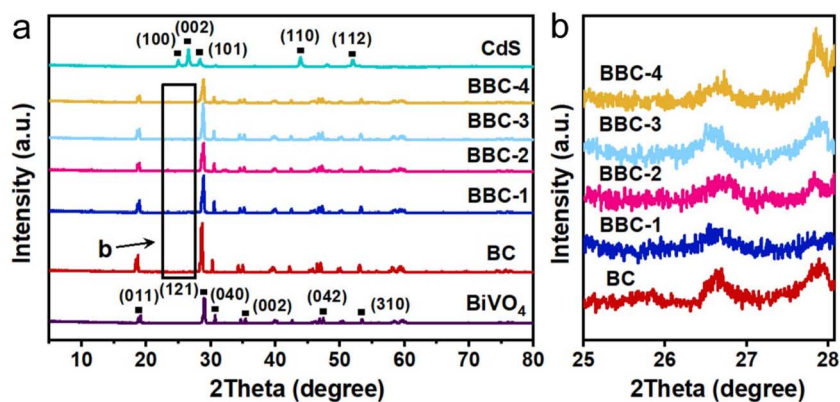 a
(100)
(002)
(101)
(110)
(112)
CdS
BBC-4
BBC-3
BBC-2
BBC-1
b
BC
(011)
(121)
(040)
(002)
(042)
(310)
BiVO4
Intensity (a.u.)
10 20 30 40 50 60 70 80
2Theta (degree)
b
BBC-4
BBC-3
BBC-2
BBC-1
BC
Intensity (a.u.)
25 26 27 28
2Theta (degree)